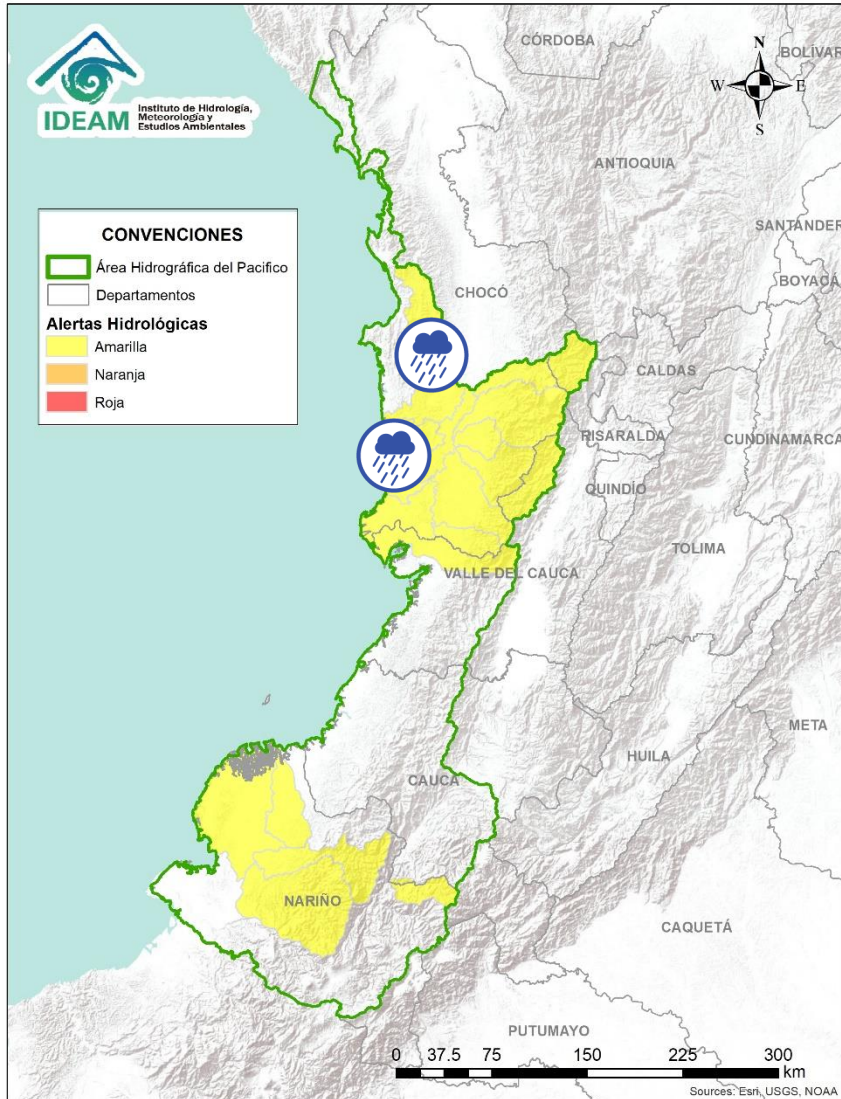 IDEAM
Instituto de Hidrología,
Meteorología y
Estudios Ambientales
CONVENCIONES
Área Hidrográfica del Pacifico
Departamentos
Alertas Hidrológicas
Amarilla
Naranja
Roja
N
W
E
S
CÓRDOBA
BOLÍVAR
ANTIOQUIA
SANTANDER
BOYACÁ
CHOCÓ
CALDAS
RISARALDA
CUNDINAMARCA
QUINDÍO
TOLIMA
VALLE DEL CAUCA
META
HUILA
CAUCA
NARIÑO
CAQUETÁ
PUTUMAYO
0 37.5 75 150 225 300
km
Sources: Esri, USGS, NOAA